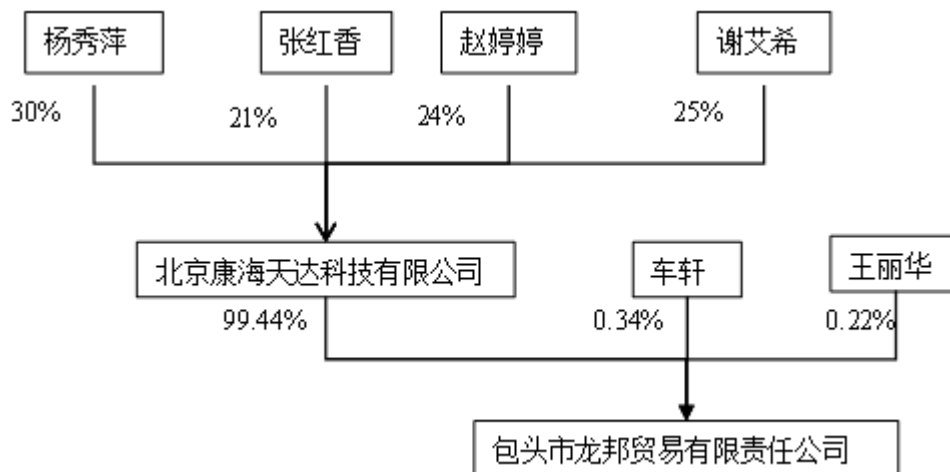 杨秀萍 张红香 赵婷婷 谢艾希
30% 21% 24% 25%
北京康海天达科技有限公司 车轩 王丽华
99.44% 0.34% 0.22%
包头市龙邦贸易有限责任公司